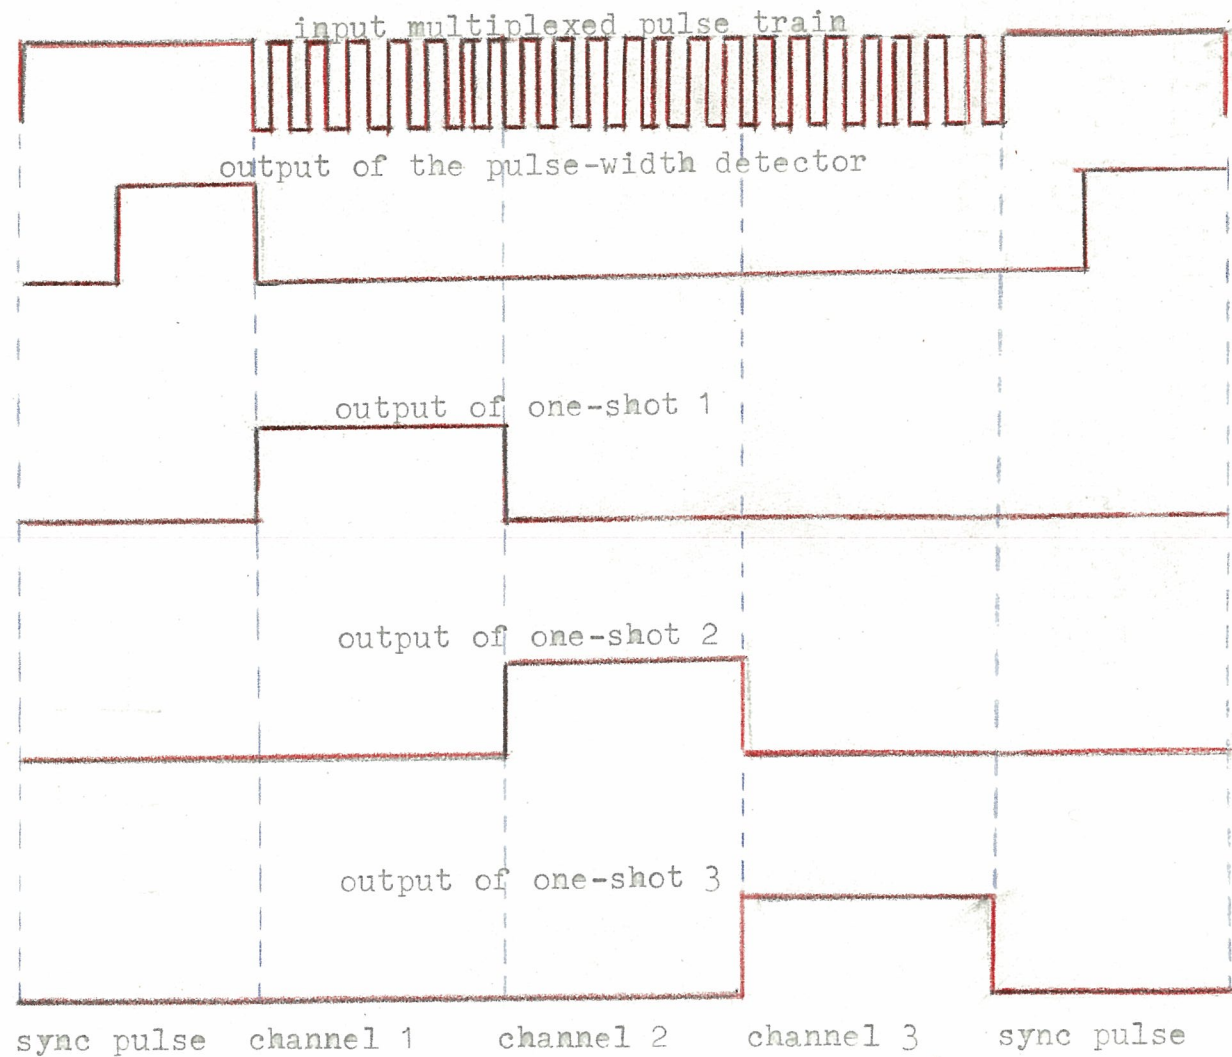 input multiplexed pulse train
output of the pulse-width detector
output of one-shot 1
output of one-shot 2
output of one-shot 3
sync pulse channel 1 channel 2 channel 3 sync pulse